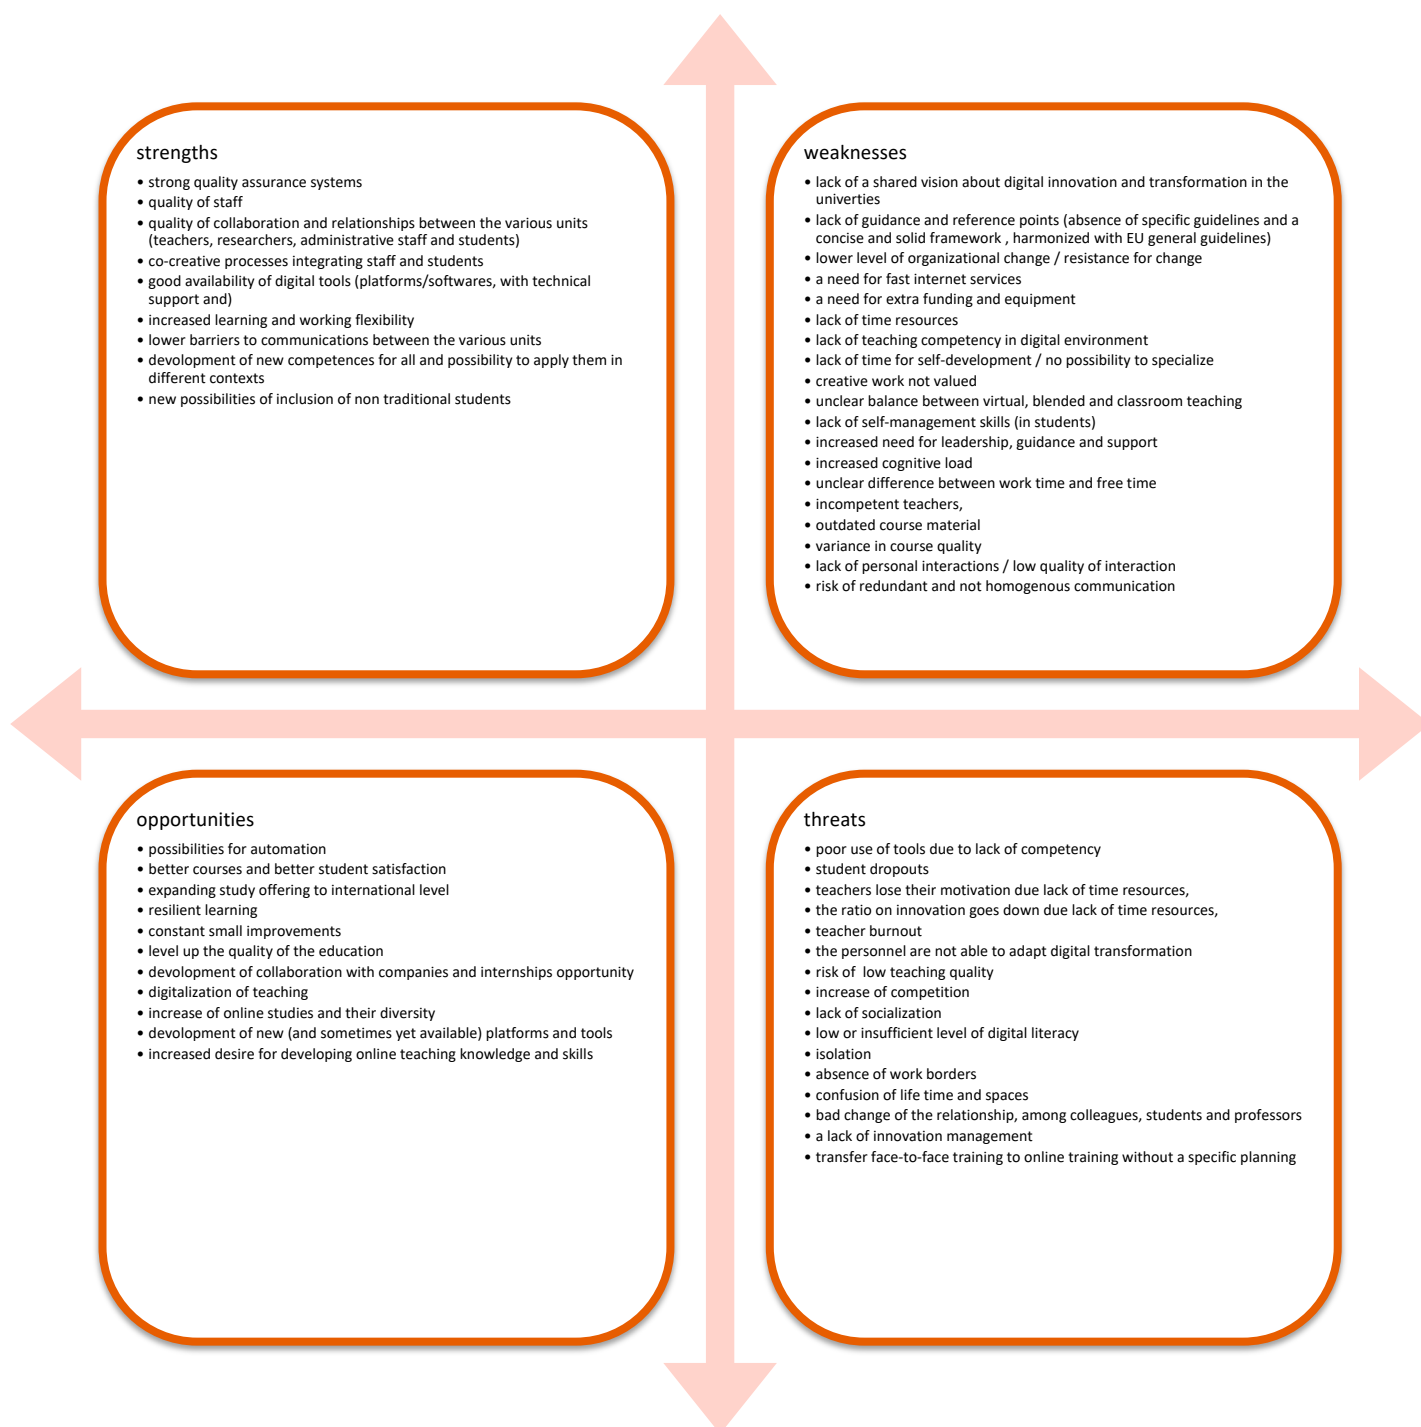 strengths
• strong quality assurance systems
• quality of staff
• quality of collaboration and relationships between the various units
(teachers, researchers, administrative staff and students)
• co-creative processes integrating staff and students
• good availability of digital tools (platforms/softwares, with technical
support and)
• increased learning and working flexibility
• lower barriers to communications between the various units
• devolopment of new competences for all and possibility to apply them in
different contexts
• new possibilities of inclusion of non traditional students
weaknesses
• lack of a shared vision about digital innovation and transformation in the
univerties
• lack of guidance and reference points (absence of specific guidelines and a
concise and solid framework , harmonized with EU general guidelines)
• lower level of organizational change / resistance for change
• a need for fast internet services
• a need for extra funding and equipment
• lack of time resources
• lack of teaching competency in digital environment
• lack of time for self-development / no possibility to specialize
• creative work not valued
• unclear balance between virtual, blended and classroom teaching
• lack of self-management skills (in students)
• increased need for leadership, guidance and support
• increased cognitive load
• unclear difference between work time and free time
• incompetent teachers,
• outdated course material
• variance in course quality
• lack of personal interactions / low quality of interaction
• risk of redundant and not homogenous communication
opportunities
• possibilities for automation
• better courses and better student satisfaction
• expanding study offering to international level
• resilient learning
• constant small improvements
• level up the quality of the education
• devolopment of collaboration with companies and internships opportunity
• digitalization of teaching
• increase of online studies and their diversity
• devolopment of new (and sometimes yet available) platforms and tools
• increased desire for developing online teaching knowledge and skills
threats
• poor use of tools due to lack of competency
• student dropouts
• teachers lose their motivation due lack of time resources,
• the ratio on innovation goes down due lack of time resources,
• teacher burnout
• the personnel are not able to adapt digital transformation
• risk of low teaching quality
• increase of competition
• lack of socialization
• low or insufficient level of digital literacy
• isolation
• absence of work borders
• confusion of life time and spaces
• bad change of the relationship, among colleagues, students and professors
• a lack of innovation management
• transfer face-to-face training to online training without a specific planning